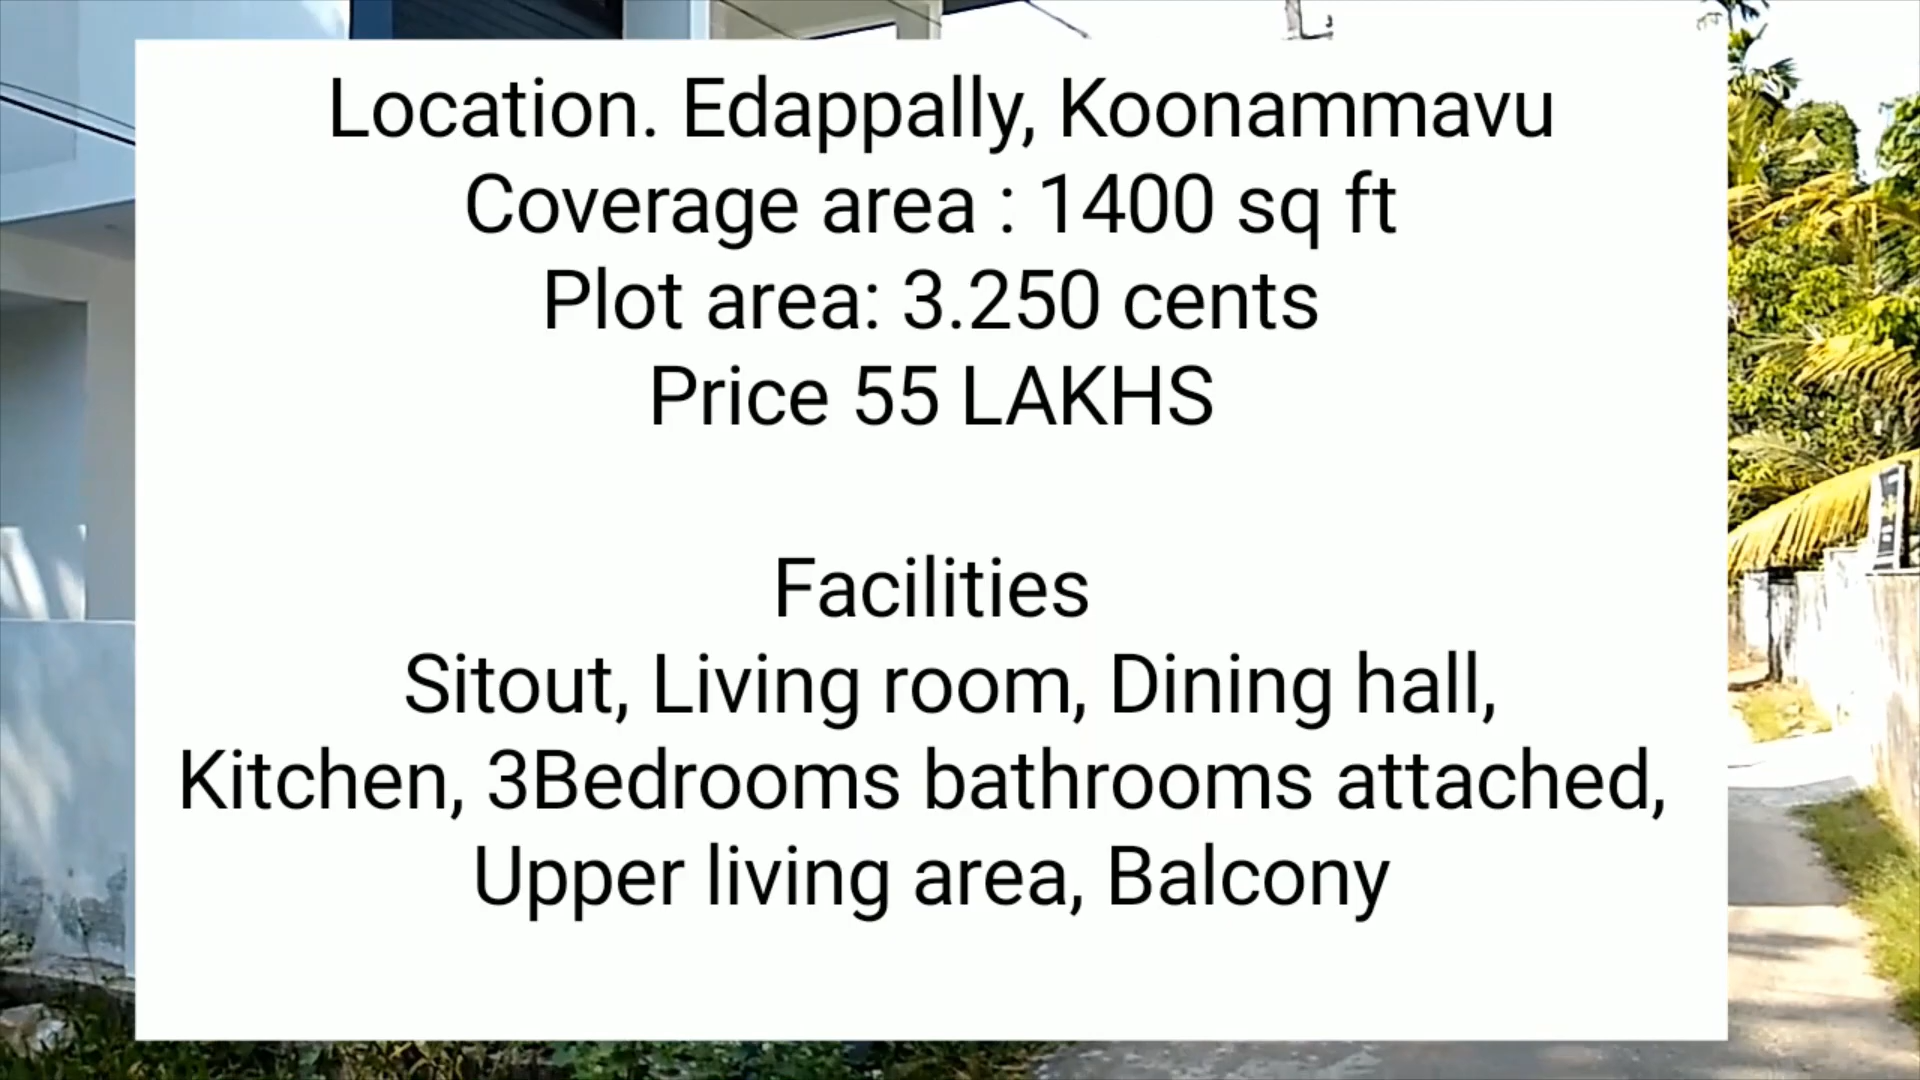 Location. Edappally, Koonammavu
Coverage area : 1400 sq ft
Plot area: 3.250 cents
Price 55 LAKHS
Facilities
Sitout, Living room, Dining hall,
Kitchen, 3Bedrooms bathrooms attached,
Upper living area, Balcony